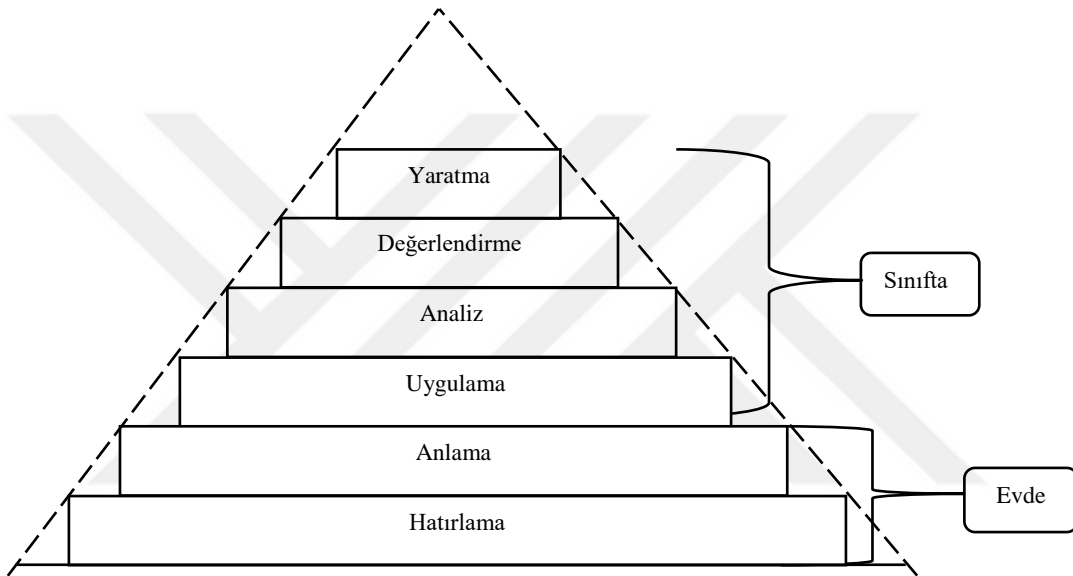 Yaratma
Değerlendirme
Analiz
Uygulama
Anlama
Hatırlama
Sınıfta
Evde